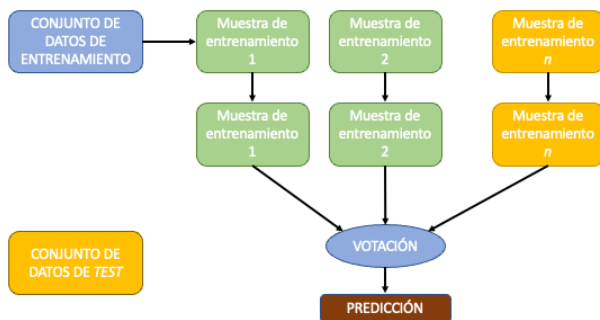 CONJUNTO DE
DATOS DE
ENTRENAMIENTO
Muestra de
entrenamiento
1
Muestra de
entrenamiento
2
Muestra de
entrenamiento
n
Muestra de
entrenamiento
1
Muestra de
entrenamiento
2
Muestra de
entrenamiento
n
VOTACIÓN
CONJUNTO DE
DATOS DE TEST
PREDICCIÓN